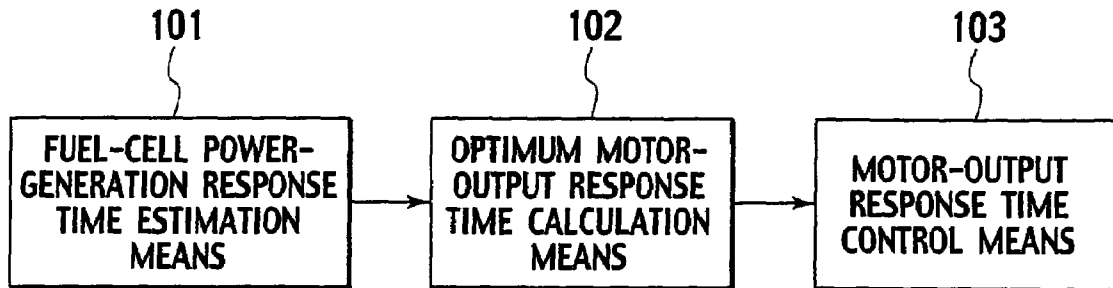 101
102
103
FUEL-CELL POWER-
GENERATION RESPONSE
TIME ESTIMATION
MEANS
OPTIMUM MOTOR-
OUTPUT RESPONSE
TIME CALCULATION
MEANS
MOTOR-OUTPUT
RESPONSE TIME
CONTROL MEANS